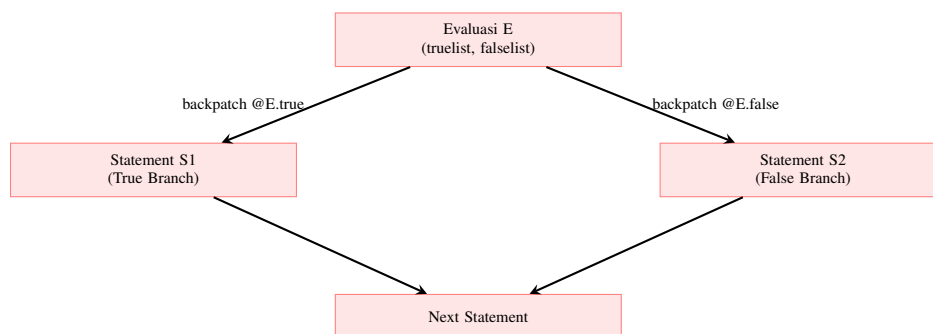 Evaluasi E
(truelist, falselist)
backpatch @E.true
backpatch @E.false
Statement S1
(True Branch)
Statement S2
(False Branch)
Next Statement